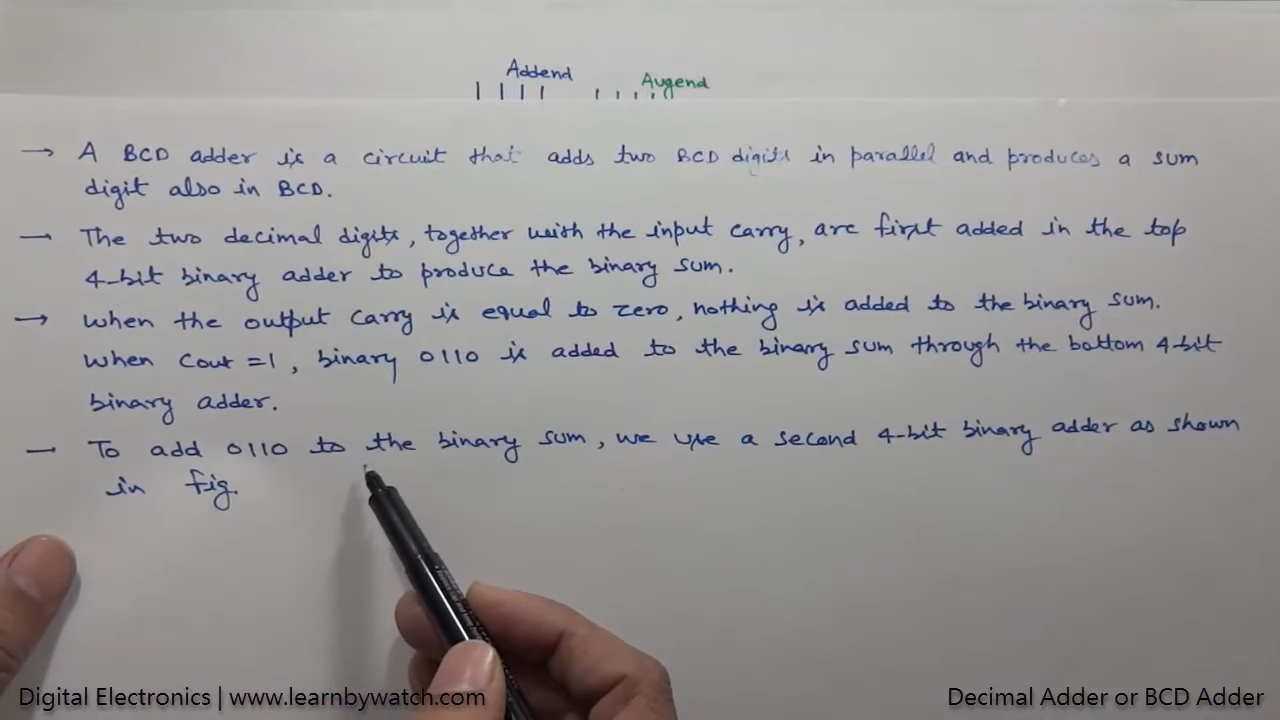 Addend
Augend
→ A BCD adder is a circuit that adds two BCD digits in parallel and produces a sum
digit also in BCD.
→ The two decimal digits, together with the input carry, are first added in the top
4-bit binary adder to produce the binary sum.
→ When the output carry is equal to zero, nothing is added to the binary sum.
When Cout = 1, binary 0110 is added to the binary sum through the bottom 4-bit
binary adder.
→ To add 0110 to the binary sum, we use a second 4-bit binary adder as shown
in fig.
Digital Electronics | www.learnbywatch.com
Decimal Adder or BCD Adder